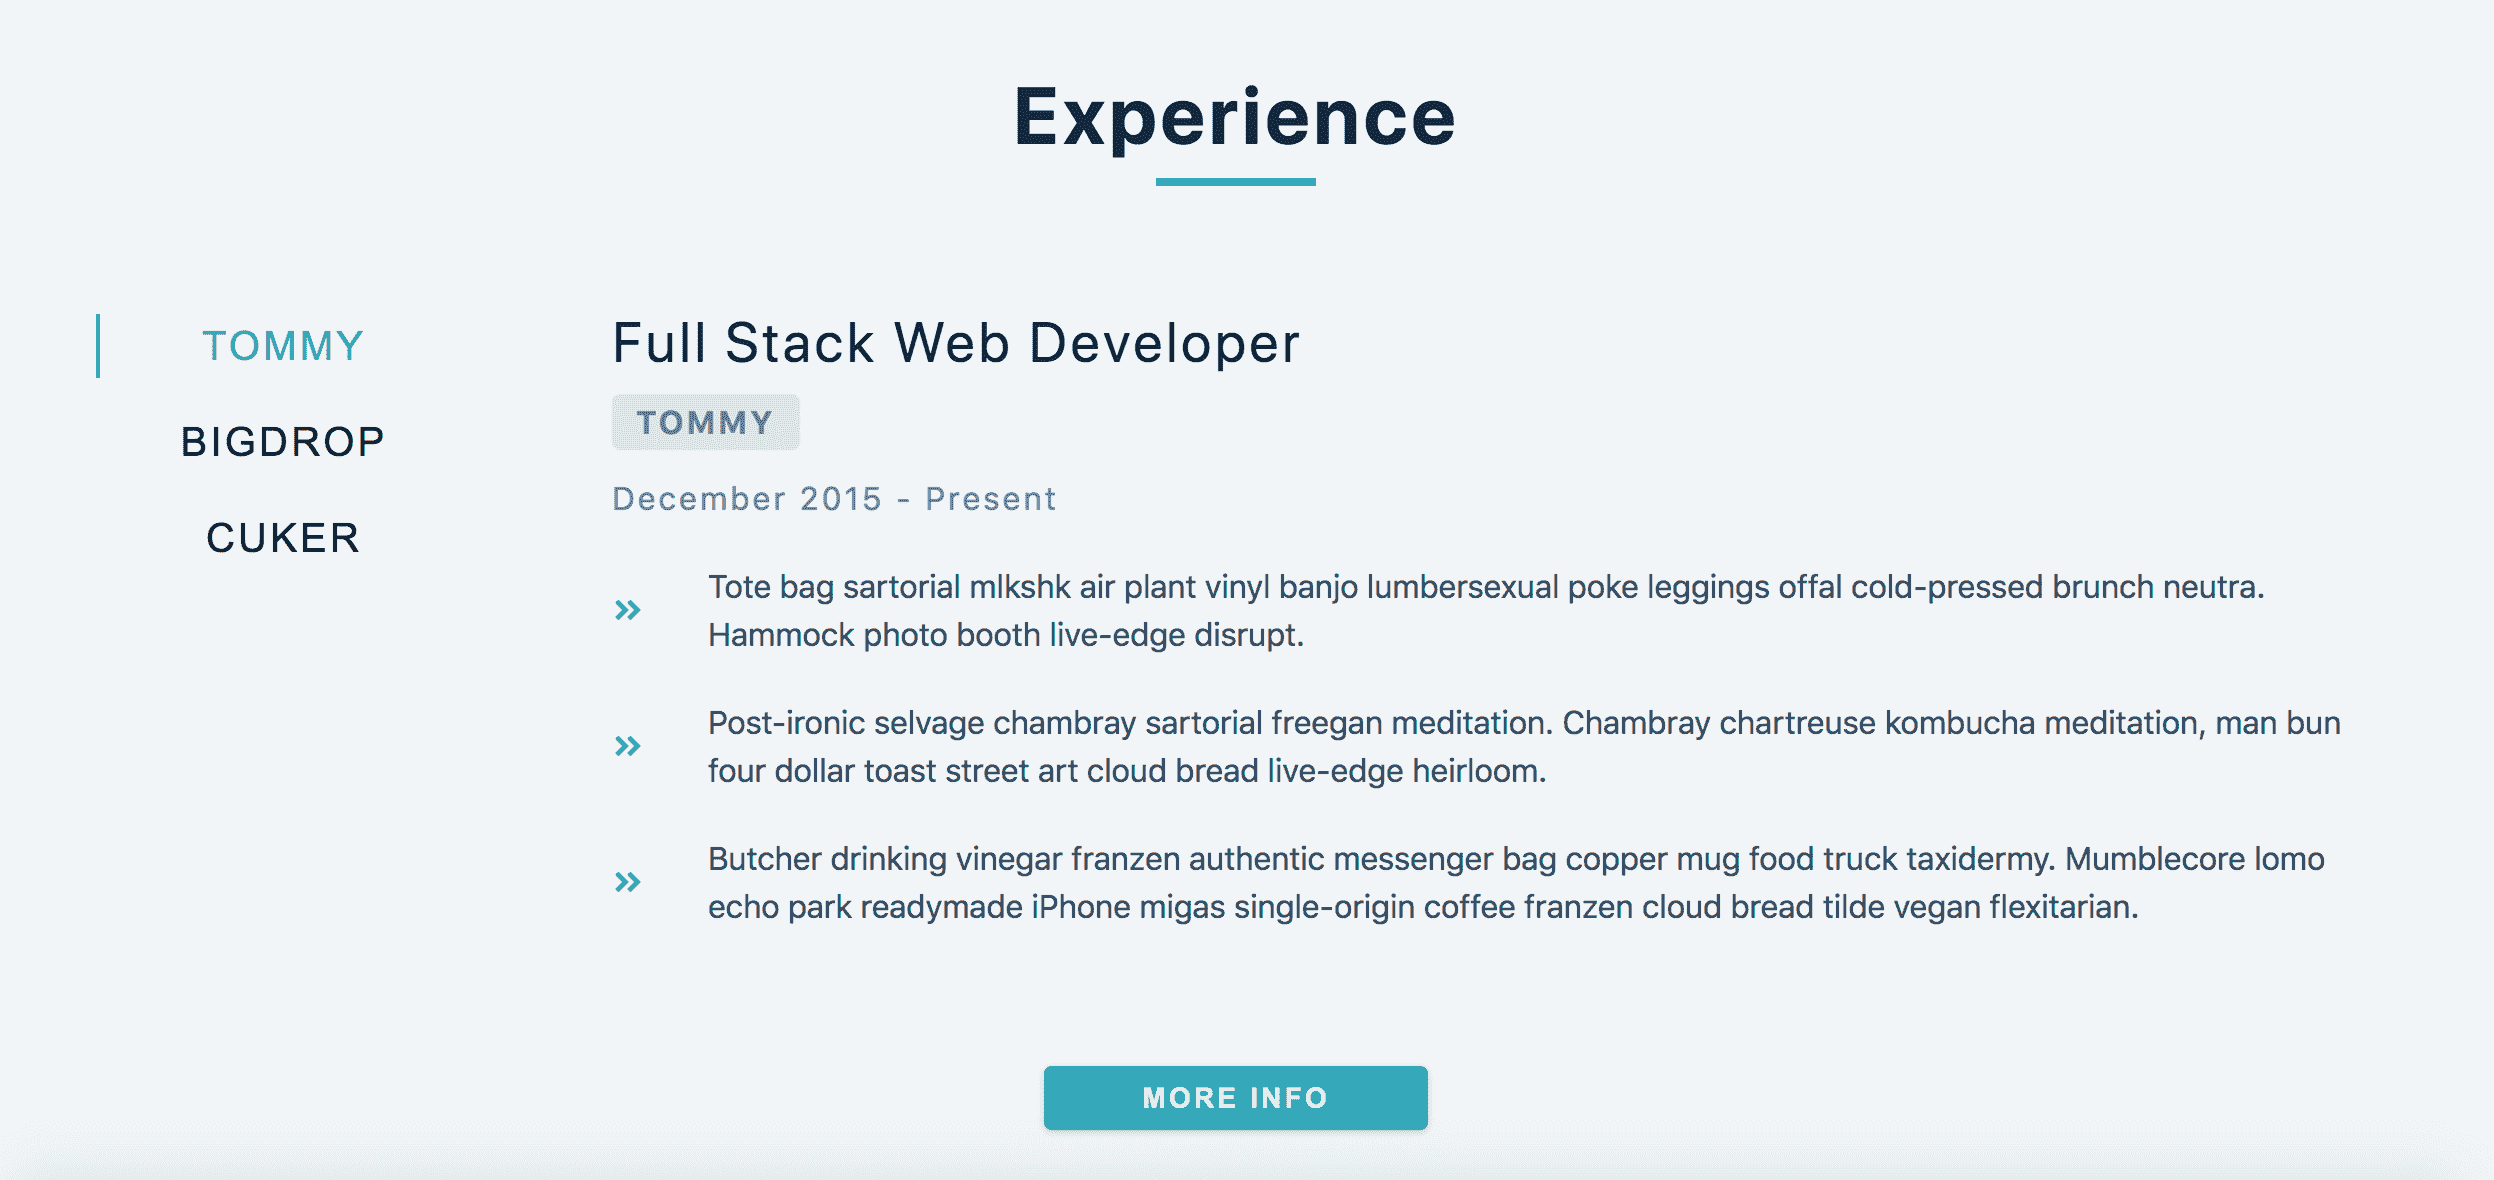 Experience
TOMMY
BIGDROP
CUKER
Full Stack Web Developer
TOMMY
December 2015 - Present
Tote bag sartorial mlkshk air plant vinyl banjo lumbersexual poke leggings offal cold-pressed brunch neutra.
Hammock photo booth live-edge disrupt.
Post-ironic selvage chambray sartorial freegan meditation. Chambray chartreuse kombucha meditation, man bun
four dollar toast street art cloud bread live-edge heirloom.
Butcher drinking vinegar franzen authentic messenger bag copper mug food truck taxidermy. Mumblecore lomo
echo park readymade iPhone migas single-origin coffee franzen cloud bread tilde vegan flexitarian.
MORE INFO